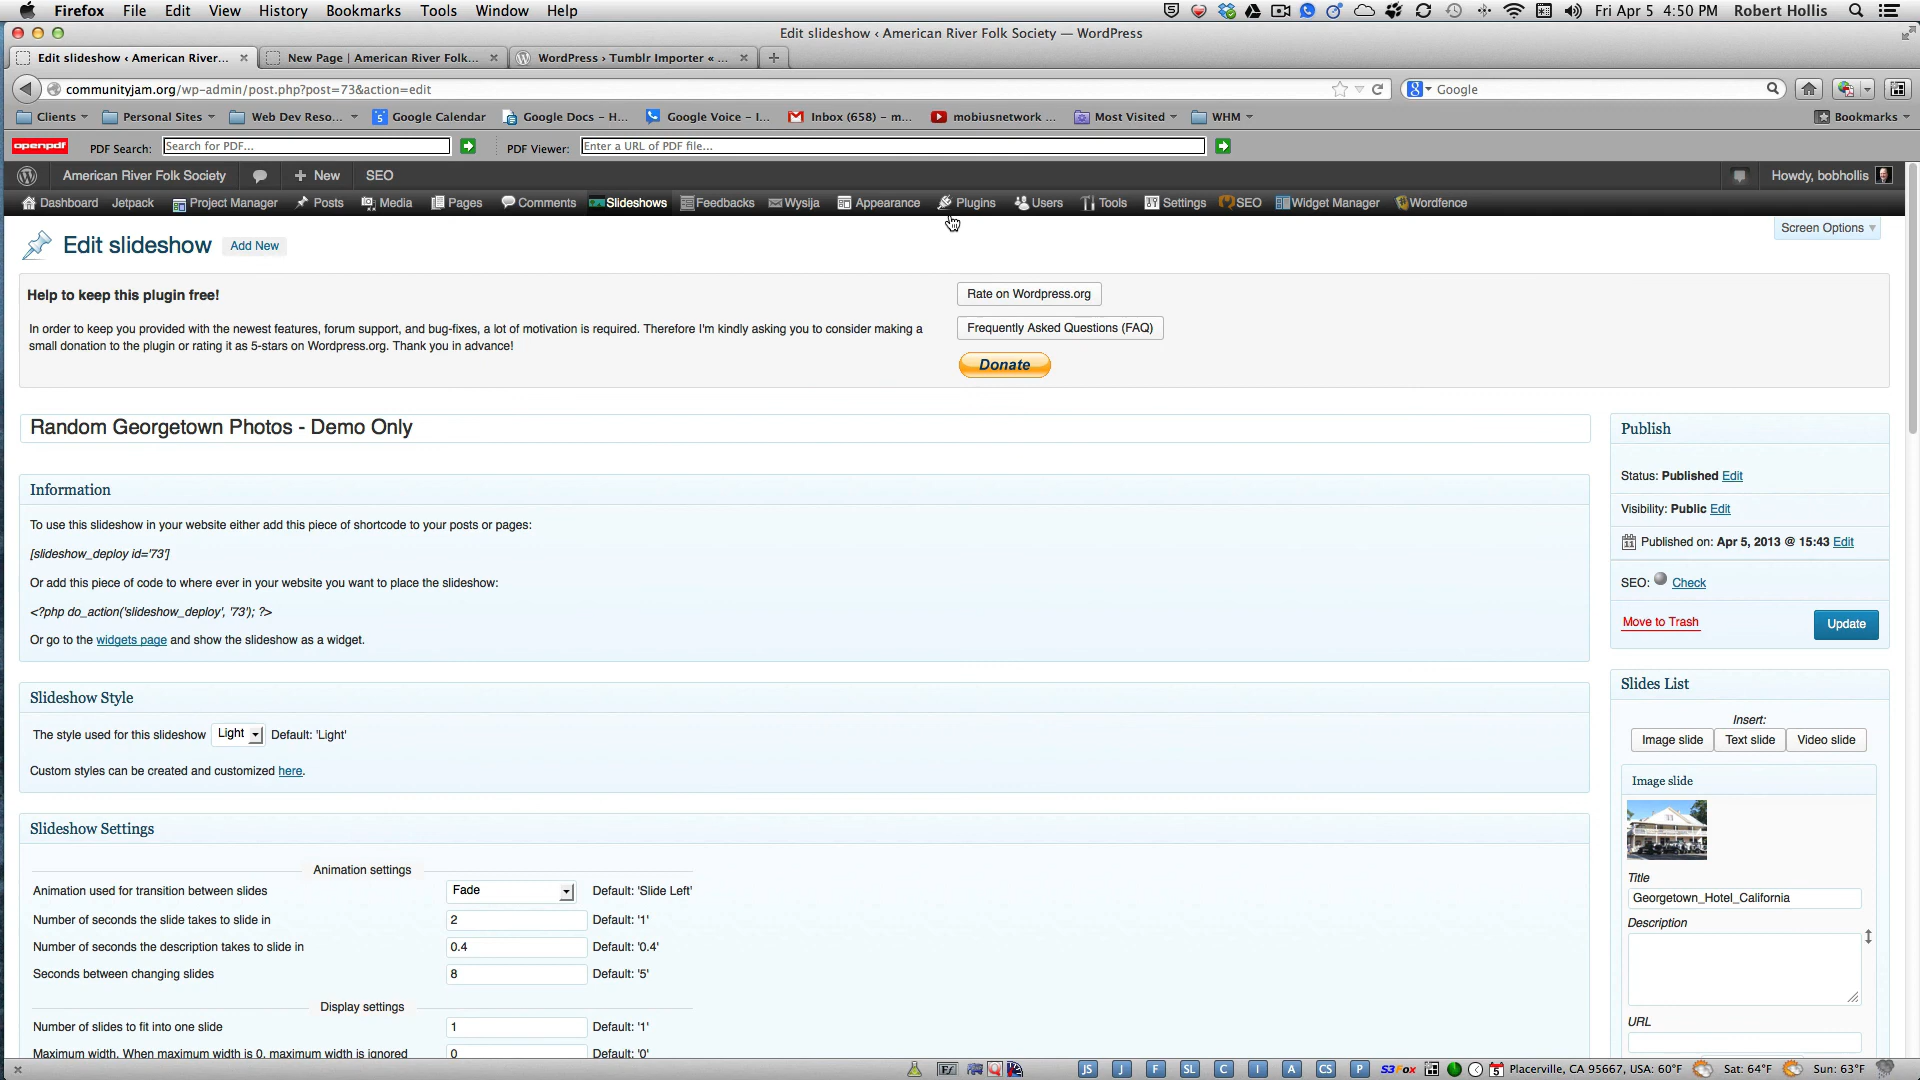 Firefox File Edit View History Bookmarks Tools Window Help Fri Apr 5 4:50 PM Robert Hollis
Edit slideshow ‹ American River Folk Society — WordPress
Edit slideshow ‹ American River... New Page | American River Folk... WordPress › Tumblr Importer « ...
communityjam.org/wp-admin/post.php?post=73&action=edit Google
Clients Personal Sites Web Dev Reso... Google Calendar Google Docs - H... Google Voice - I... Inbox (658) - m... mobiusnetwork ... Most Visited WHM Bookmarks
openpdf PDF Search: Search for PDF... PDF Viewer: Enter a URL of PDF file...
American River Folk Society + New SEO Howdy, bobhollis
Dashboard Jetpack Project Manager Posts Media Pages Comments Slideshows Feedbacks Wysija Appearance Plugins Users Tools Settings SEO Widget Manager Wordfence
Edit slideshow Add New Screen Options
Help to keep this plugin free!
In order to keep you provided with the newest features, forum support, and bug-fixes, a lot of motivation is required. Therefore I'm kindly asking you to consider making a
small donation to the plugin or rating it as 5-stars on Wordpress.org. Thank you in advance!
Rate on Wordpress.org
Frequently Asked Questions (FAQ)
Donate
Random Georgetown Photos - Demo Only
Information
To use this slideshow in your website either add this piece of shortcode to your posts or pages:
[slideshow_deploy id='73']
Or add this piece of code to where ever in your website you want to place the slideshow:
<?php do_action('slideshow_deploy', '73'); ?>
Or go to the widgets page and show the slideshow as a widget.
Slideshow Style
The style used for this slideshow Light Default: 'Light'
Custom styles can be created and customized here.
Slideshow Settings
Animation settings
Animation used for transition between slides Fade Default: 'Slide Left'
Number of seconds the slide takes to slide in 2 Default: '1'
Number of seconds the description takes to slide in 0.4 Default: '0.4'
Seconds between changing slides 8 Default: '5'
Display settings
Number of slides to fit into one slide 1 Default: '1'
Maximum width. When maximum width is 0, maximum width is ignored 0 Default: '0'
Publish
Status: Published Edit
Visibility: Public Edit
Published on: Apr 5, 2013 @ 15:43 Edit
SEO: Check
Move to Trash Update
Slides List
Insert:
Image slide Text slide Video slide
Image slide
Title
Georgetown_Hotel_California
Description
URL
JS J F SL C I A CS P S3Fox 5 Placerville, CA 95667, USA: 60°F Sat: 64°F Sun: 63°F